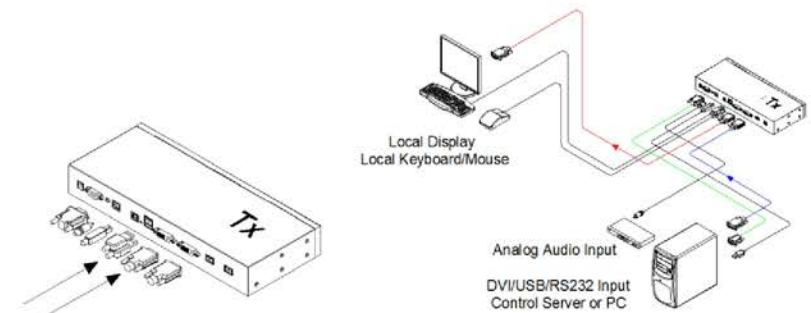 Tx
Tx
Local Display
Local Keyboard/Mouse
Analog Audio Input
DVI/USB/RS232 Input
Control Server or PC